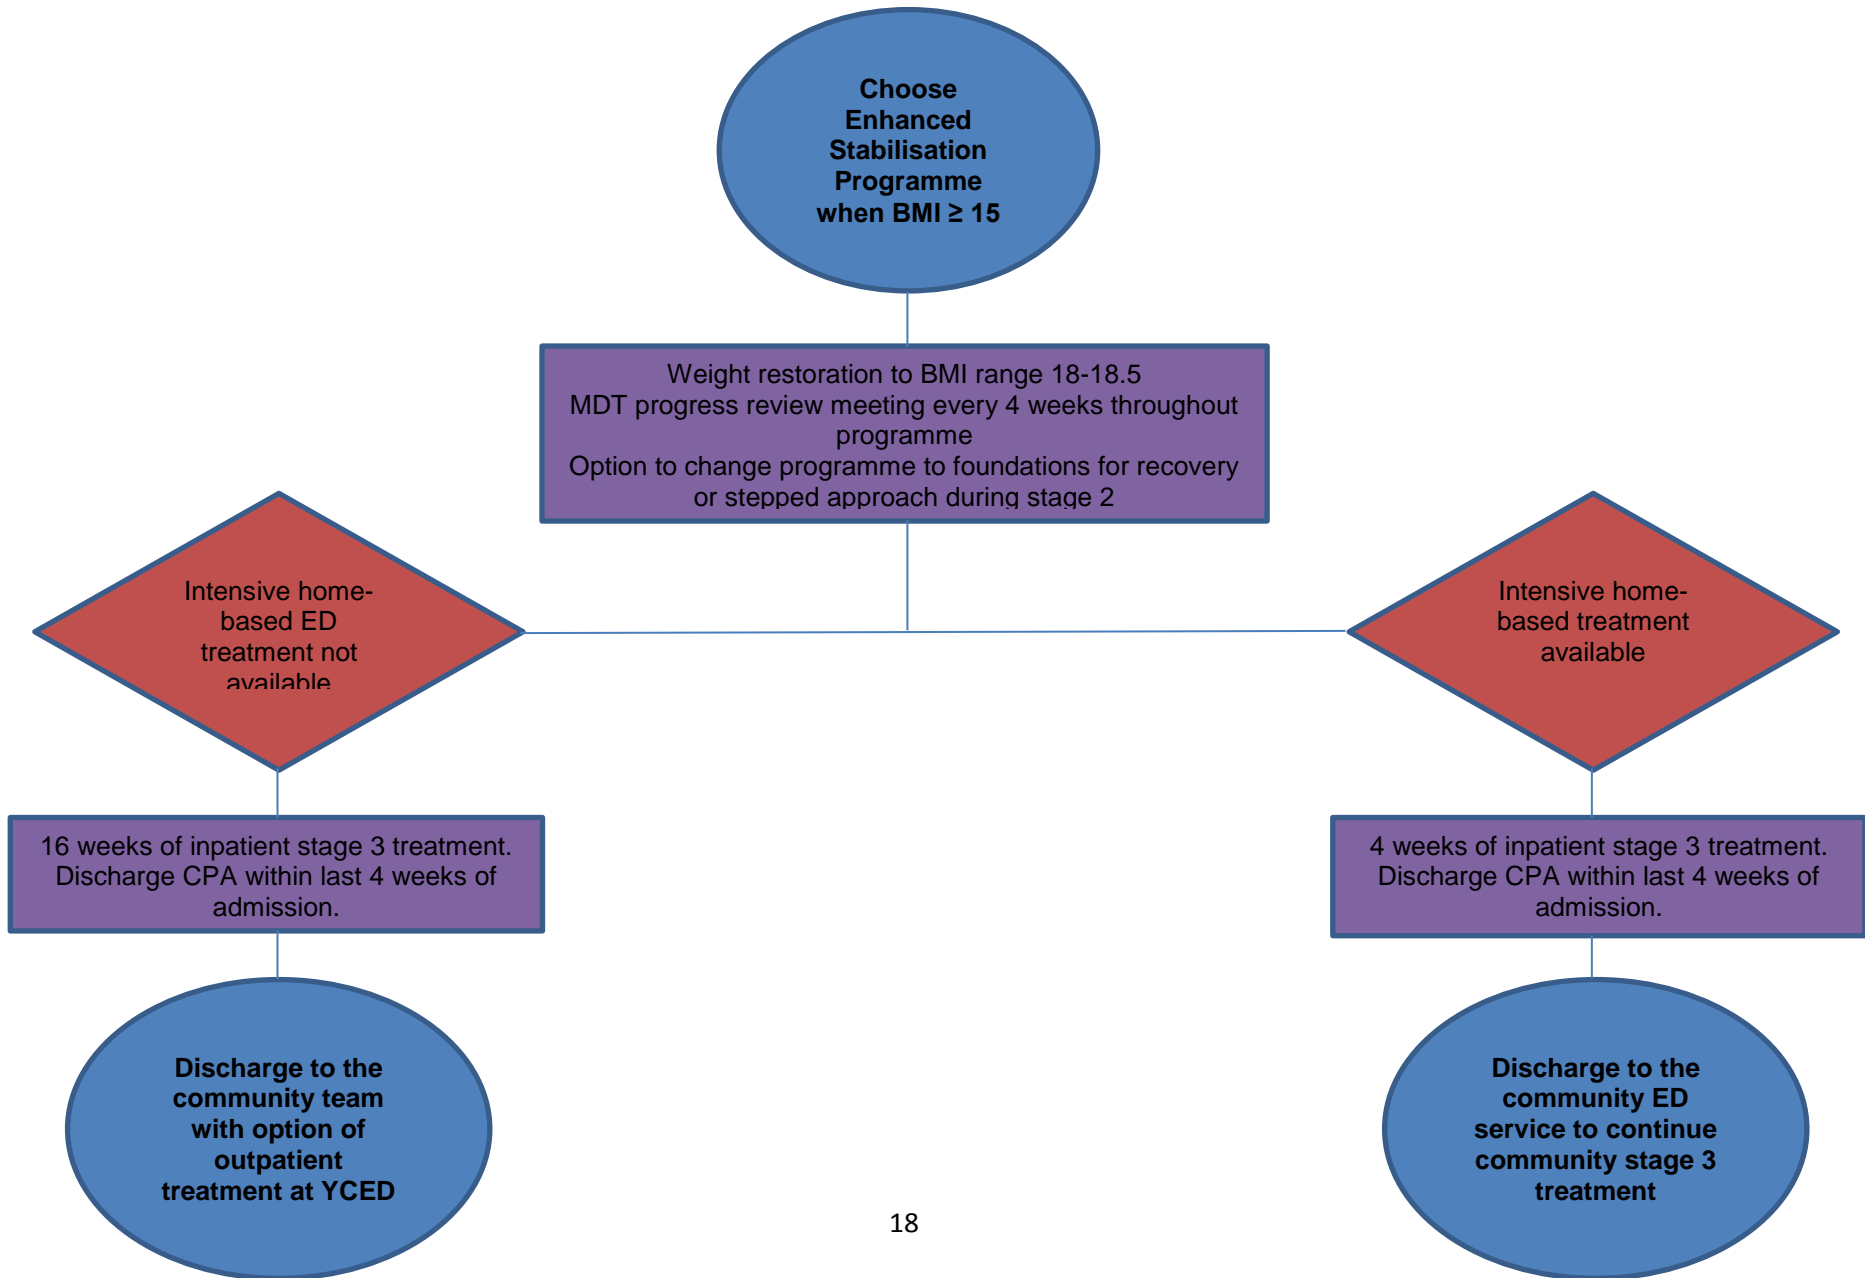 Choose
Enhanced
Stabilisation
Programme
when BMI ≥ 15
Weight restoration to BMI range 18-18.5
MDT progress review meeting every 4 weeks throughout
programme
Option to change programme to foundations for recovery
or stepped approach during stage 2
Intensive home-
based ED
treatment not
available
Intensive home-
based treatment
available
16 weeks of inpatient stage 3 treatment.
Discharge CPA within last 4 weeks of
admission.
4 weeks of inpatient stage 3 treatment.
Discharge CPA within last 4 weeks of
admission.
Discharge to the
community team
with option of
outpatient
treatment at YCED
Discharge to the
community ED
service to continue
community stage 3
treatment
18